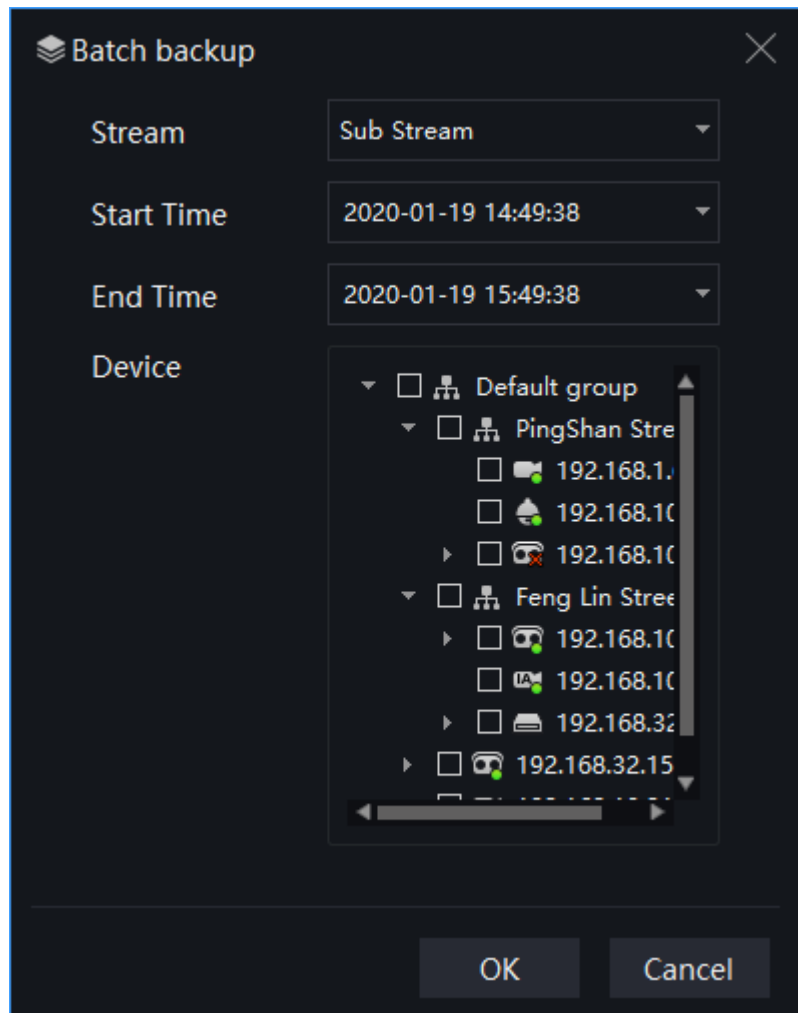 Batch backup
Stream
Sub Stream
Start Time
2020-01-19 14:49:38
End Time
2020-01-19 15:49:38
Device
Default group
PingShan Stre
192.168.1.
192.168.10
192.168.10
Feng Lin Stree
192.168.10
IA 192.168.10
192.168.32
192.168.32.15
OK Cancel